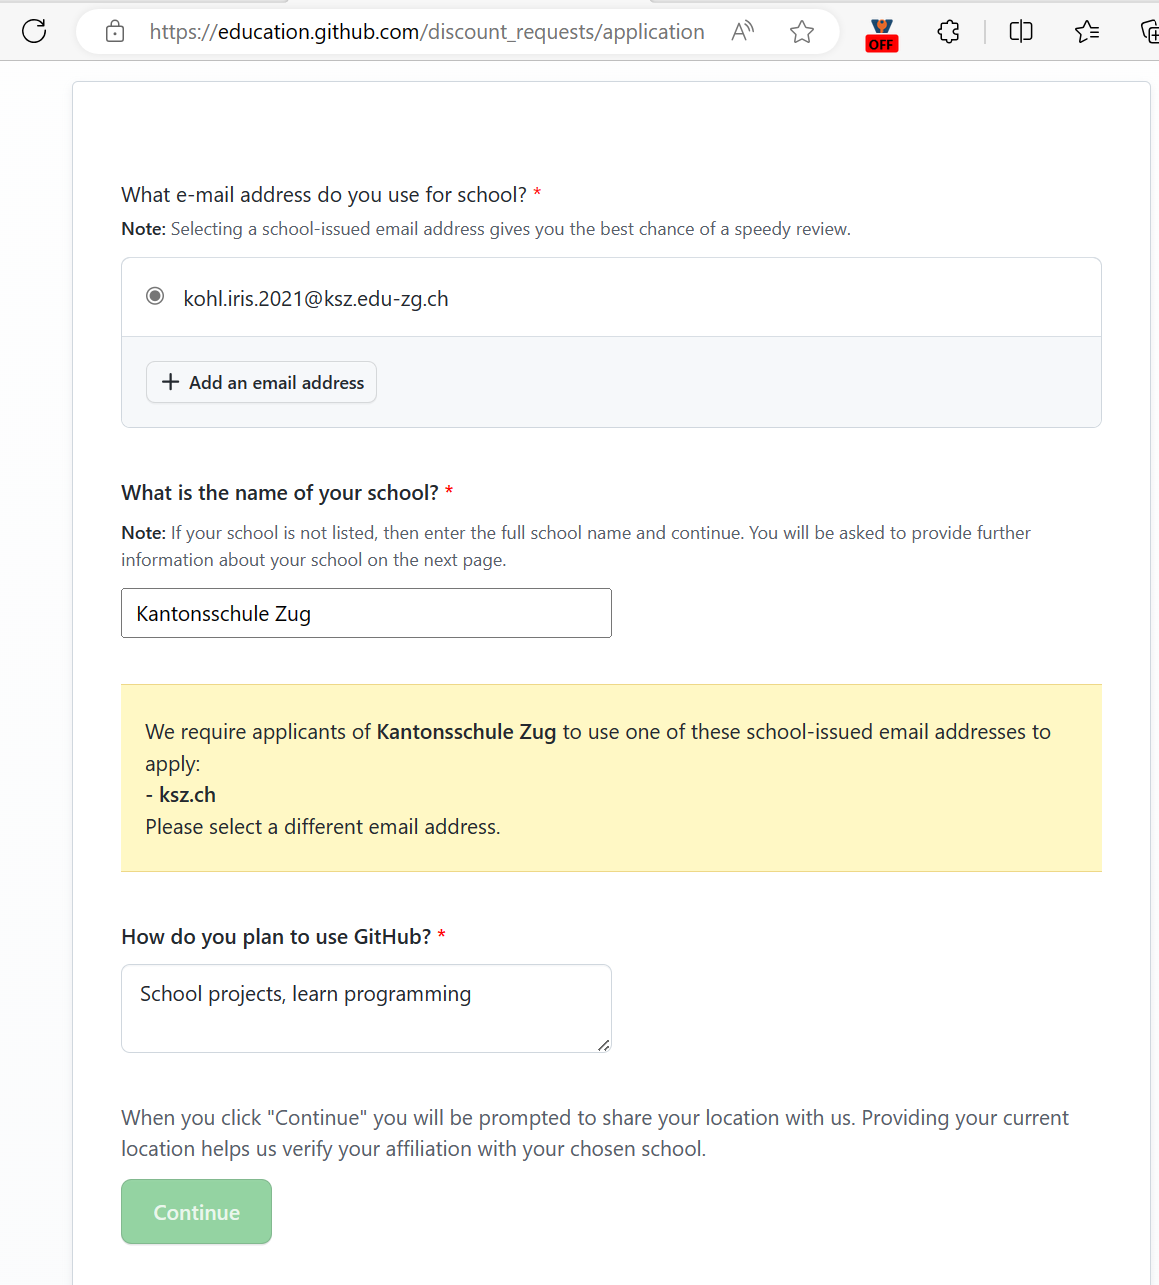 https://education.github.com/discount_requests/application
OFF
What e-mail address do you use for school? *
Note: Selecting a school-issued email address gives you the best chance of a speedy review.
kohl.iris.2021@ksz.edu-zg.ch
Add an email address
What is the name of your school? *
Note: If your school is not listed, then enter the full school name and continue. You will be asked to provide further
information about your school on the next page.
Kantonsschule Zug
We require applicants of Kantonsschule Zug to use one of these school-issued email addresses to
apply:
- ksz.ch
Please select a different email address.
How do you plan to use GitHub? *
School projects, learn programming
When you click "Continue" you will be prompted to share your location with us. Providing your current
location helps us verify your affiliation with your chosen school.
Continue